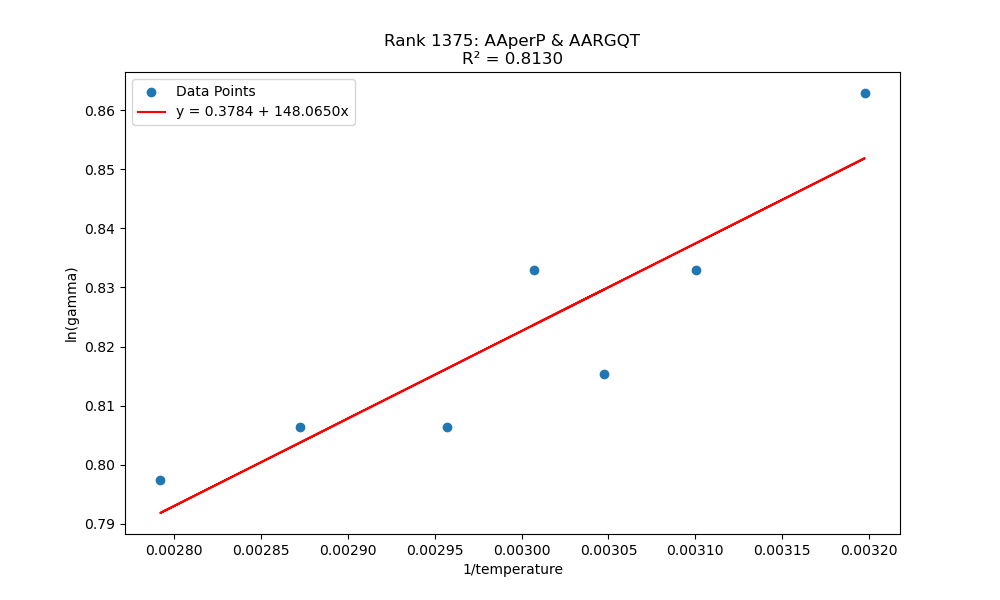 Rank 1375: AAperP & AARGQT
R² = 0.8130
Data Points
y = 0.3784 + 148.0650x
0.86
0.85
0.84
0.83
0.82
0.81
0.80
0.79
ln(gamma)
0.00280 0.00285 0.00290 0.00295 0.00300 0.00305 0.00310 0.00315 0.00320
1/temperature